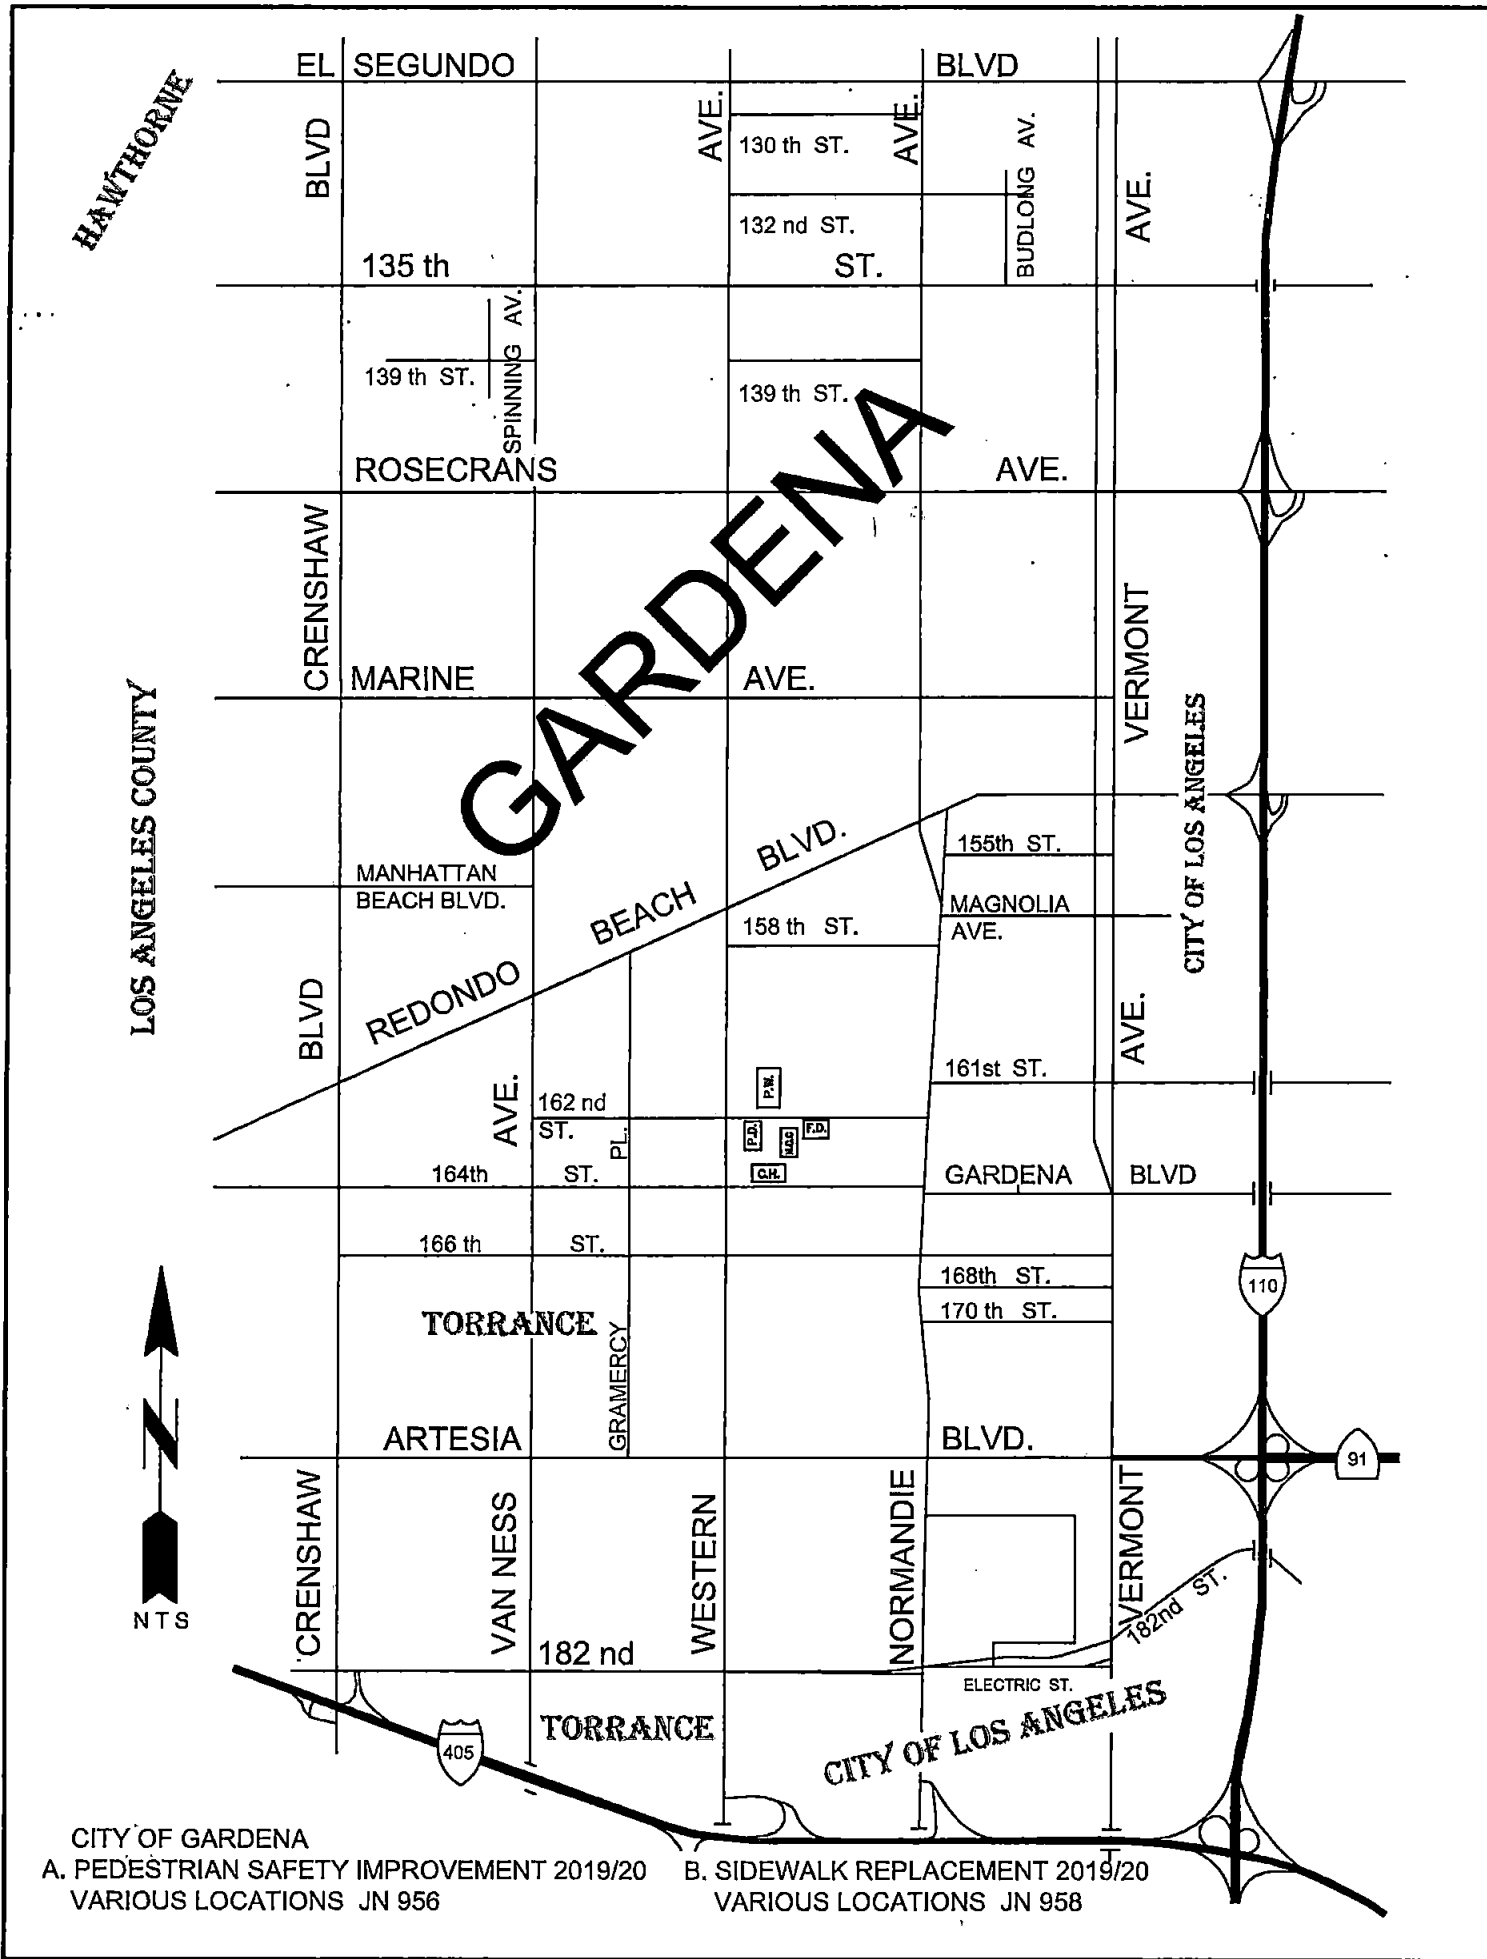 EL SEGUNDO BLVD
HAWTHORNE
BLVD
AVE.
AVE.
130 th ST.
BUDLONG AV.
AVE.
132 nd ST.
135 th ST.
SPINNING AV.
139 th ST.
139 th ST.
GARDENA
ROSECRANS AVE.
CRENSHAW
VERMONT
MARINE AVE.
LOS ANGELES COUNTY
CITY OF LOS ANGELES
REDONDO BEACH BLVD.
155th ST.
MANHATTAN
BEACH BLVD.
MAGNOLIA
AVE.
158 th ST.
BLVD
AVE.
161st ST.
P.W.
AVE.
162 nd
ST.
P.D.
F.D.
PL.
C.H.
164th ST.
GARDENA BLVD
166 th ST.
168th ST.
110
170 th ST.
TORRANCE
GRAMERCY
ARTESIA BLVD.
91
N
CRENSHAW
VAN NESS
WESTERN
NORMANDIE
VERMONT
NTS
182nd ST.
182 nd
ELECTRIC ST.
TORRANCE
CITY OF LOS ANGELES
405
CITY OF GARDENA
A. PEDESTRIAN SAFETY IMPROVEMENT 2019/20
VARIOUS LOCATIONS JN 956
B. SIDEWALK REPLACEMENT 2019/20
VARIOUS LOCATIONS JN 958